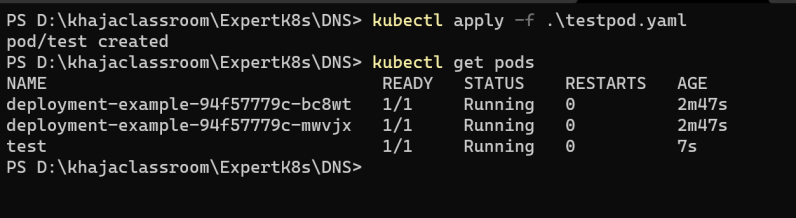 PS D:\khajaclassroom\ExpertK8s\DNS> kubectl apply -f .\testpod.yaml
pod/test created
PS D:\khajaclassroom\ExpertK8s\DNS> kubectl get pods
NAME READY STATUS RESTARTS AGE
deployment-example-94f57779c-bc8wt 1/1 Running 0 2m47s
deployment-example-94f57779c-mwvjx 1/1 Running 0 2m47s
test 1/1 Running 0 7s
PS D:\khajaclassroom\ExpertK8s\DNS>